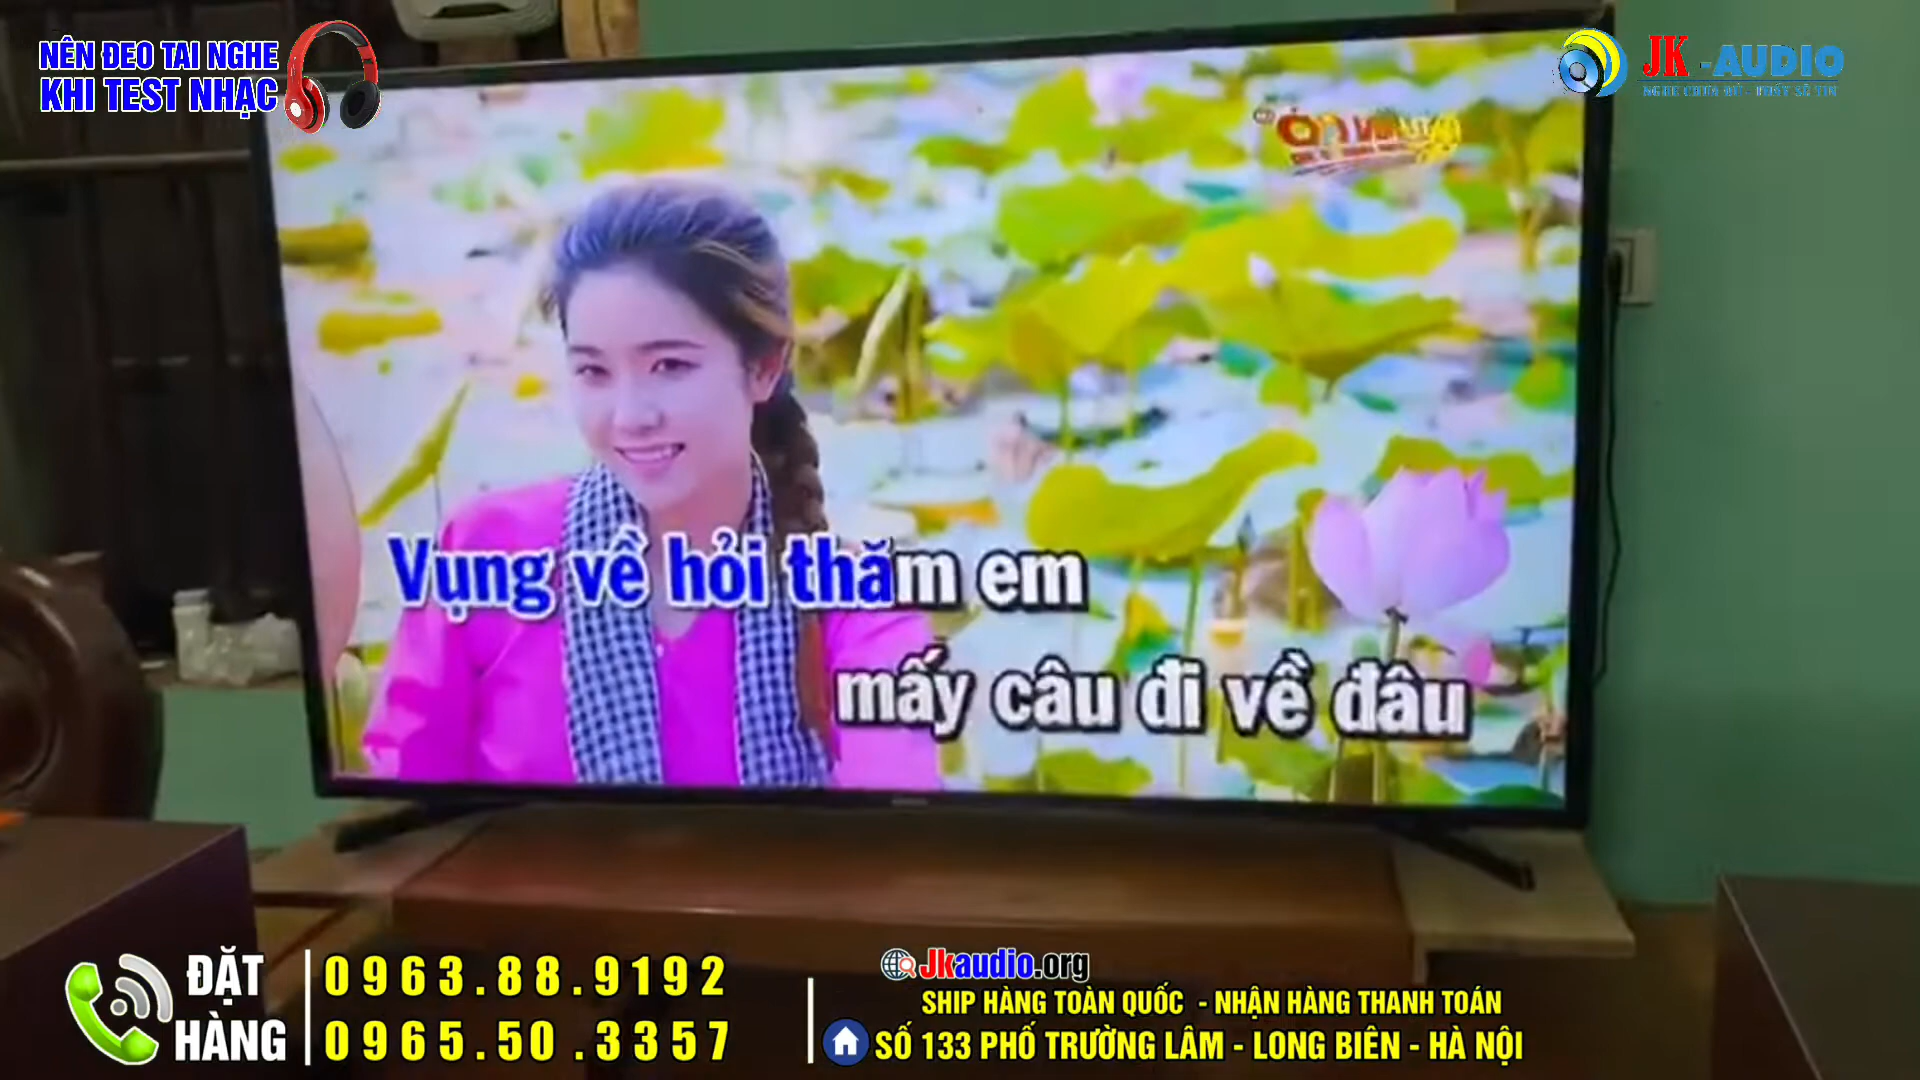 NÊN ĐEO TAI NGHE
KHI TEST NHẠC
JK -AUDIO
Vụng về hỏi thăm em
mấy câu đi về đâu
ĐẶT
HÀNG
0963.88.9192
0965.50.3357
Jkaudio.org
SHIP HÀNG TOÀN QUỐC - NHẬN HÀNG THANH TOÁN
SỐ 133 PHỐ TRƯỜNG LÂM - LONG BIÊN - HÀ NỘI